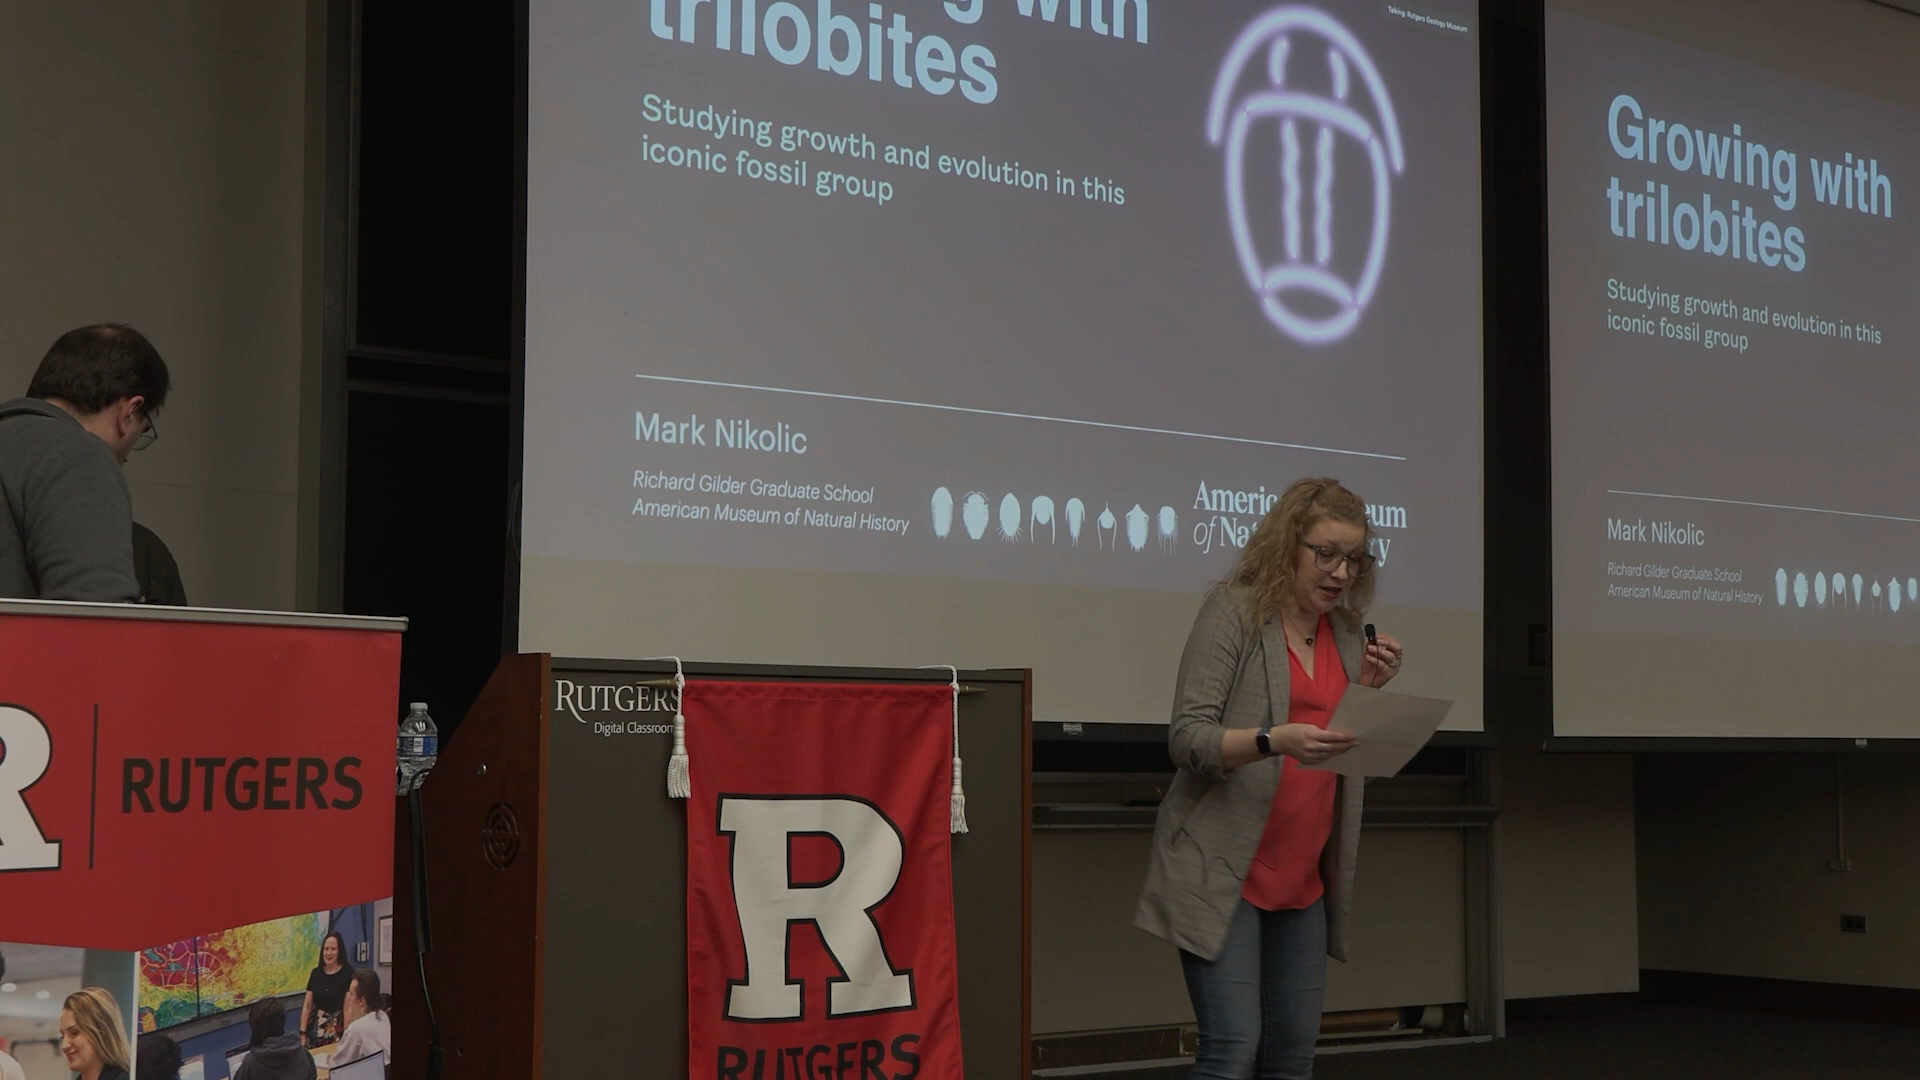 Talking: Rutgers Geology Museum
with
trilobites
Studying growth and evolution in this
iconic fossil group
Mark Nikolic
Richard Gilder Graduate School
American Museum of Natural History
Growing with
trilobites
Studying growth and evolution in this
iconic fossil group
Mark Nikolic
Richard Gilder Graduate School
American Museum of Natural History
RUTGERS
Digital Classroom
R
RUTGERS
R
RUTGERS